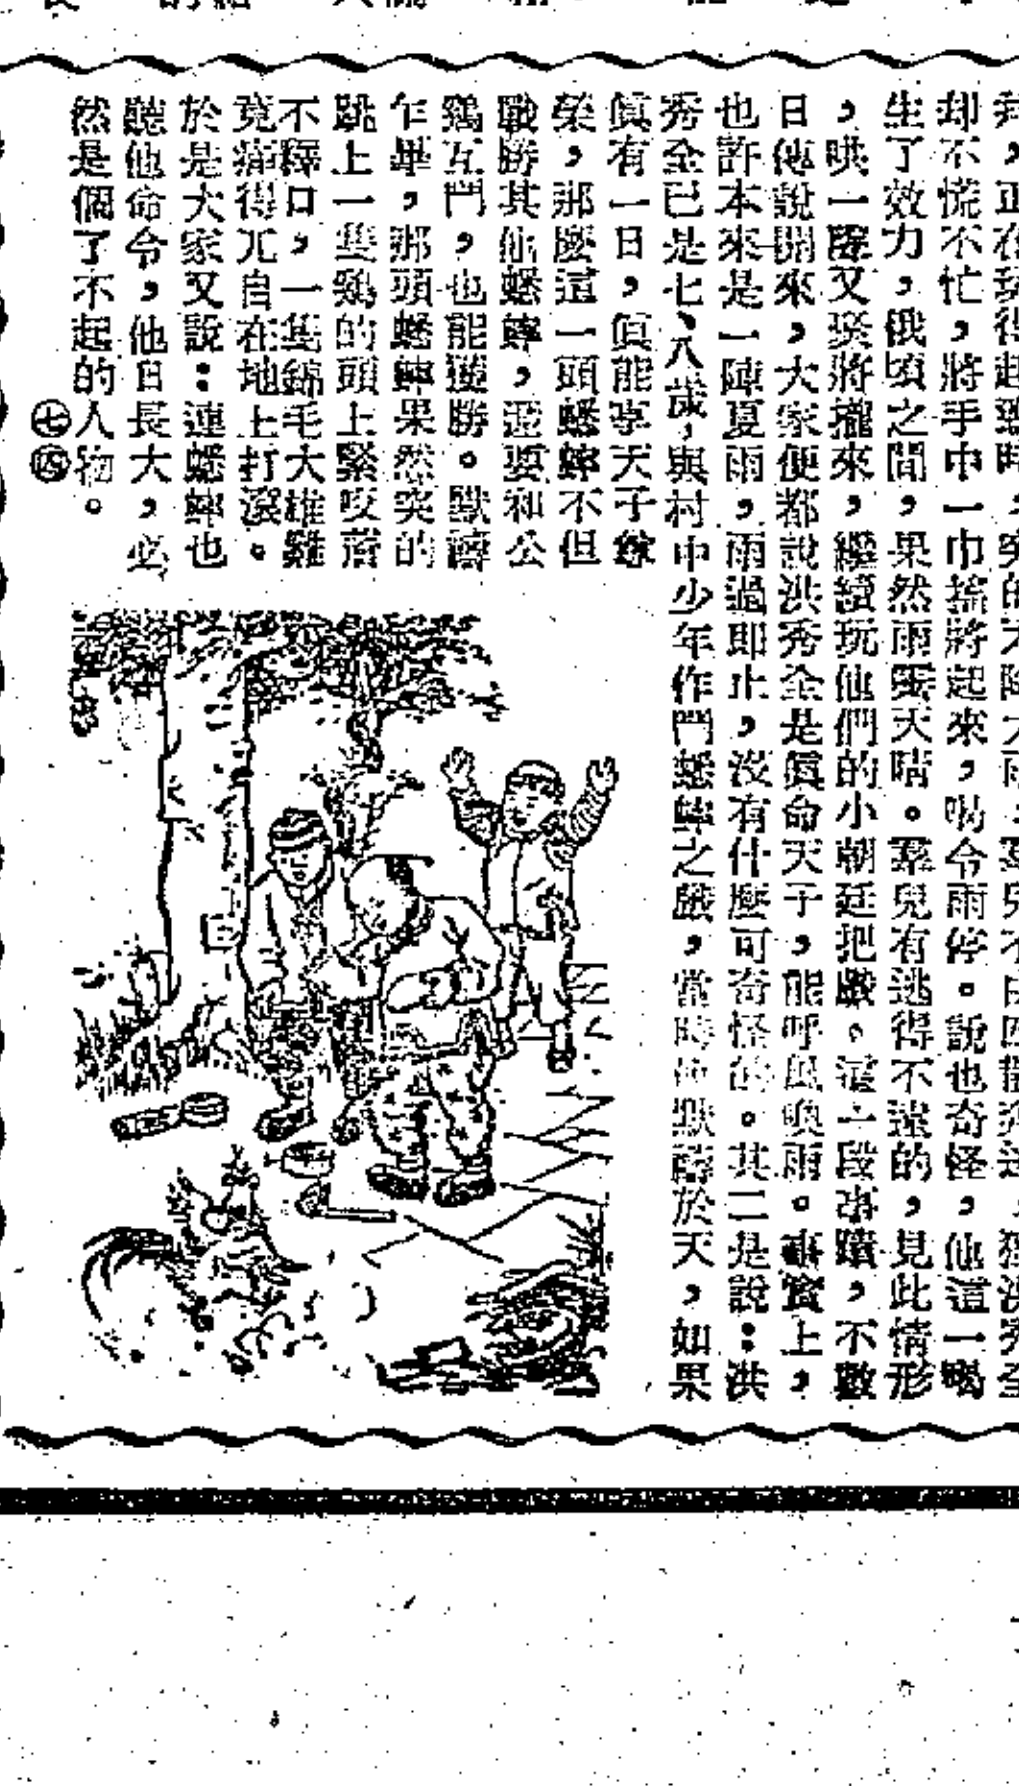 却不慌不忙，將手中一巾搖將起來，喝令雨停。說也奇怪，他這一喝
生了效力，俄頃之間，果然雨霽天晴。羣兒有逃得不遠的，見此情形
，哄一聲又聚將攏來，繼續玩他們的小朝廷把戲。這一段事蹟，不數
日傳說開來，大家便都說洪秀全是眞命天子，能呼風喚雨。事實上，
也許本來是一陣夏雨，雨過即止，沒有什麼可奇怪的。其二是說：洪
秀全已是七、八歲，與村中少年作鬥蟋蟀之戲，當時他默禱於天，如果
眞有一日，眞能享天子尊
榮，那麼這一頭蟋蟀不但
戰勝其他蟋蟀，還要和公
鷄互鬥，也能獲勝。默禱
乍畢，那頭蟋蟀果然突的
跳上一隻鷄的頭上緊咬着
不釋口，一隻錦毛大雄雞
竟痛得兀自在地上打滾。
於是大家又說：連蟋蟀也
聽他命令，他日長大，必
然是個了不起的人物。
七四